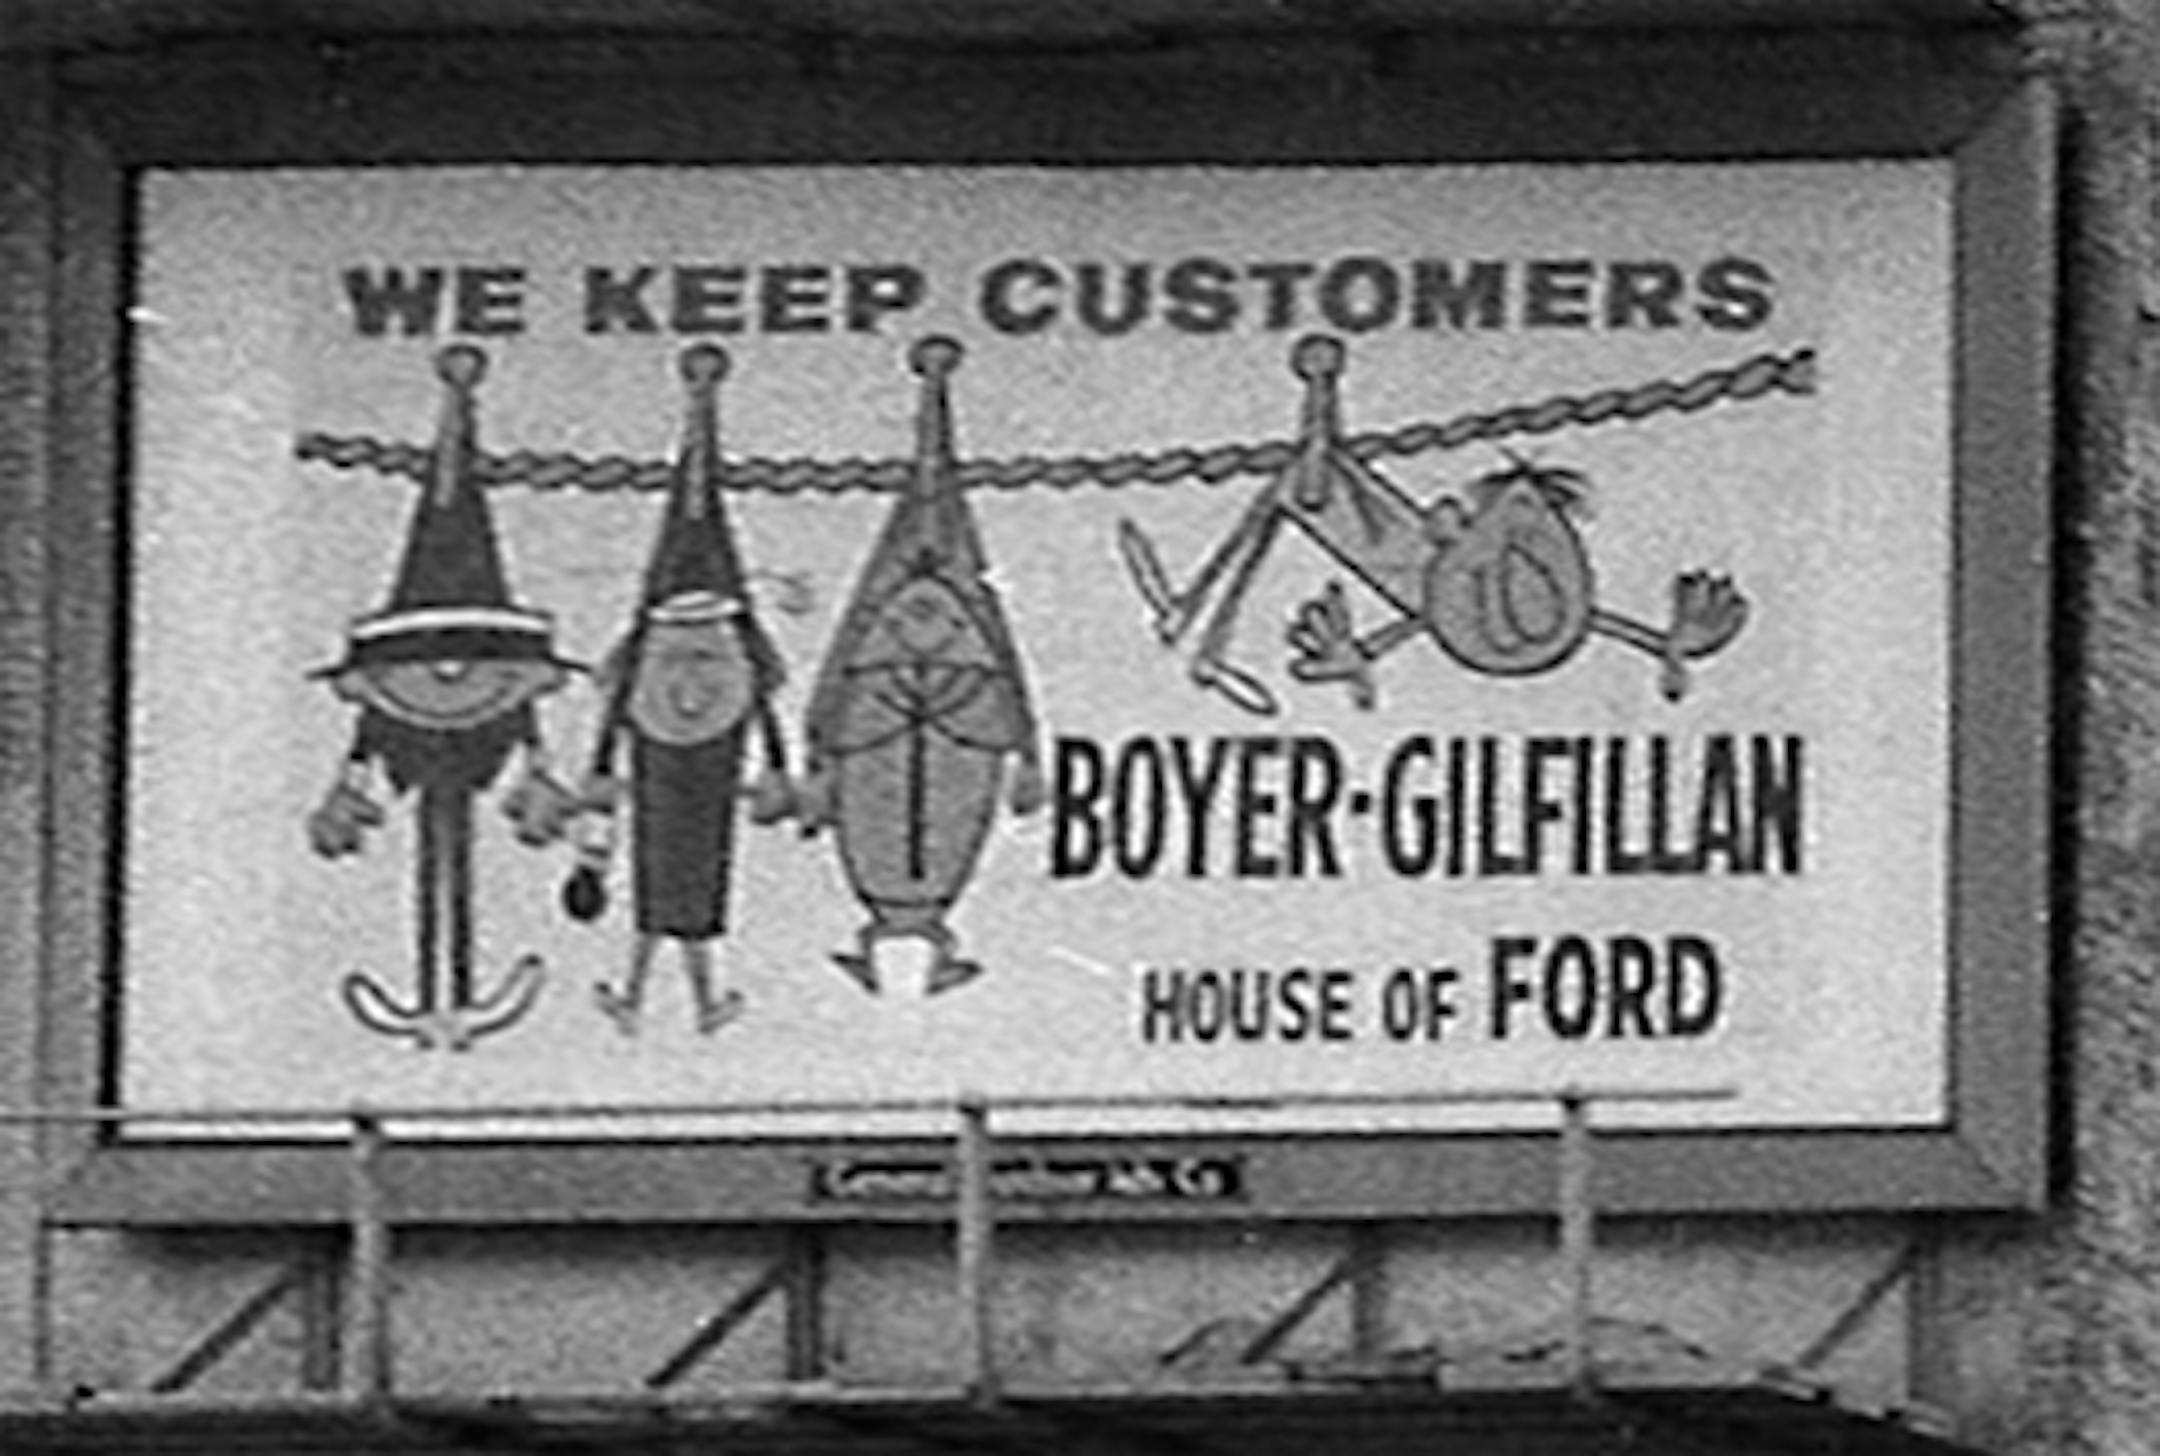 WE KEEP CUSTOMERS
BOYER·GILFILLAN
HOUSE OF FORD